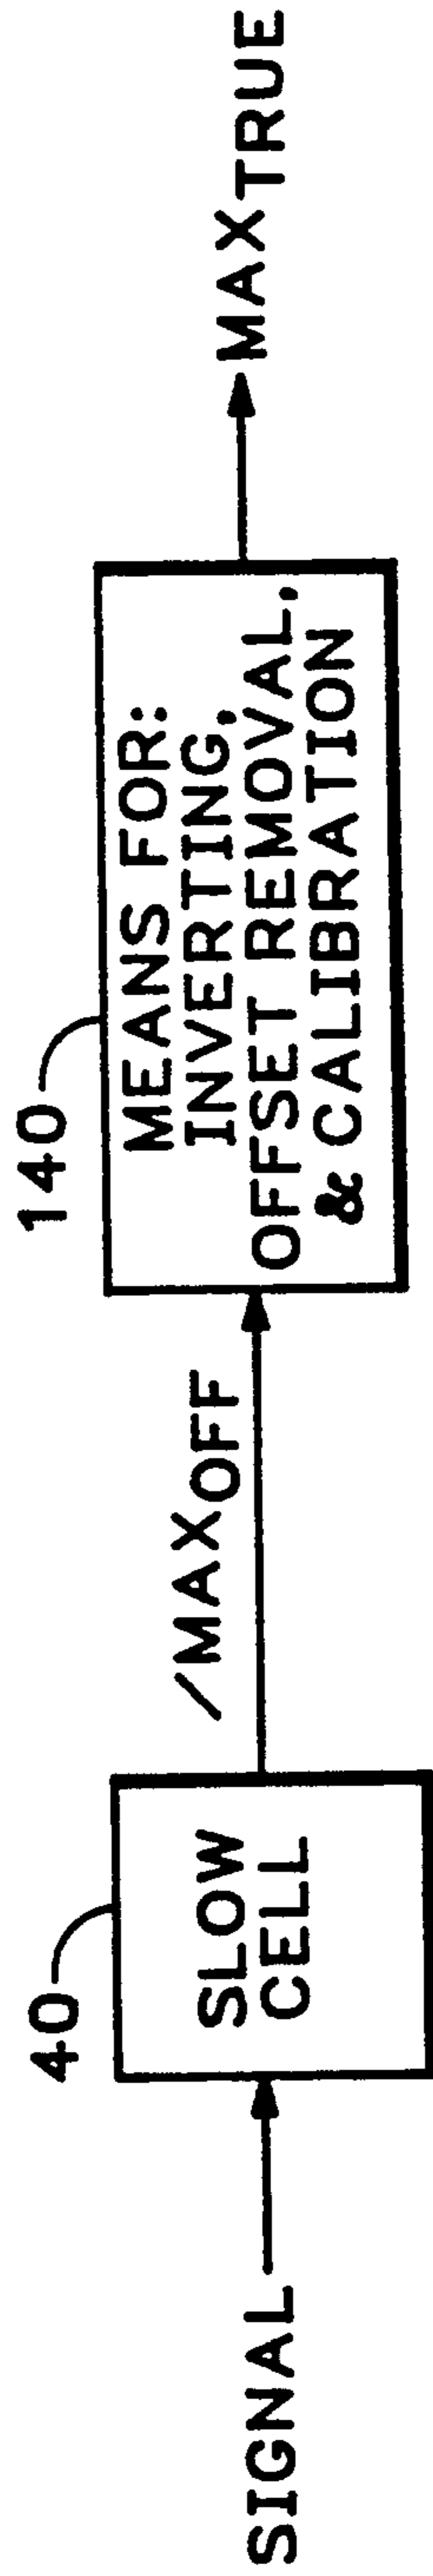 SIGNAL
40
SLOW
CELL
/MAXOFF
140
MEANS FOR:
INVERTING,
OFFSET REMOVAL,
& CALIBRATION
MAXTRUE